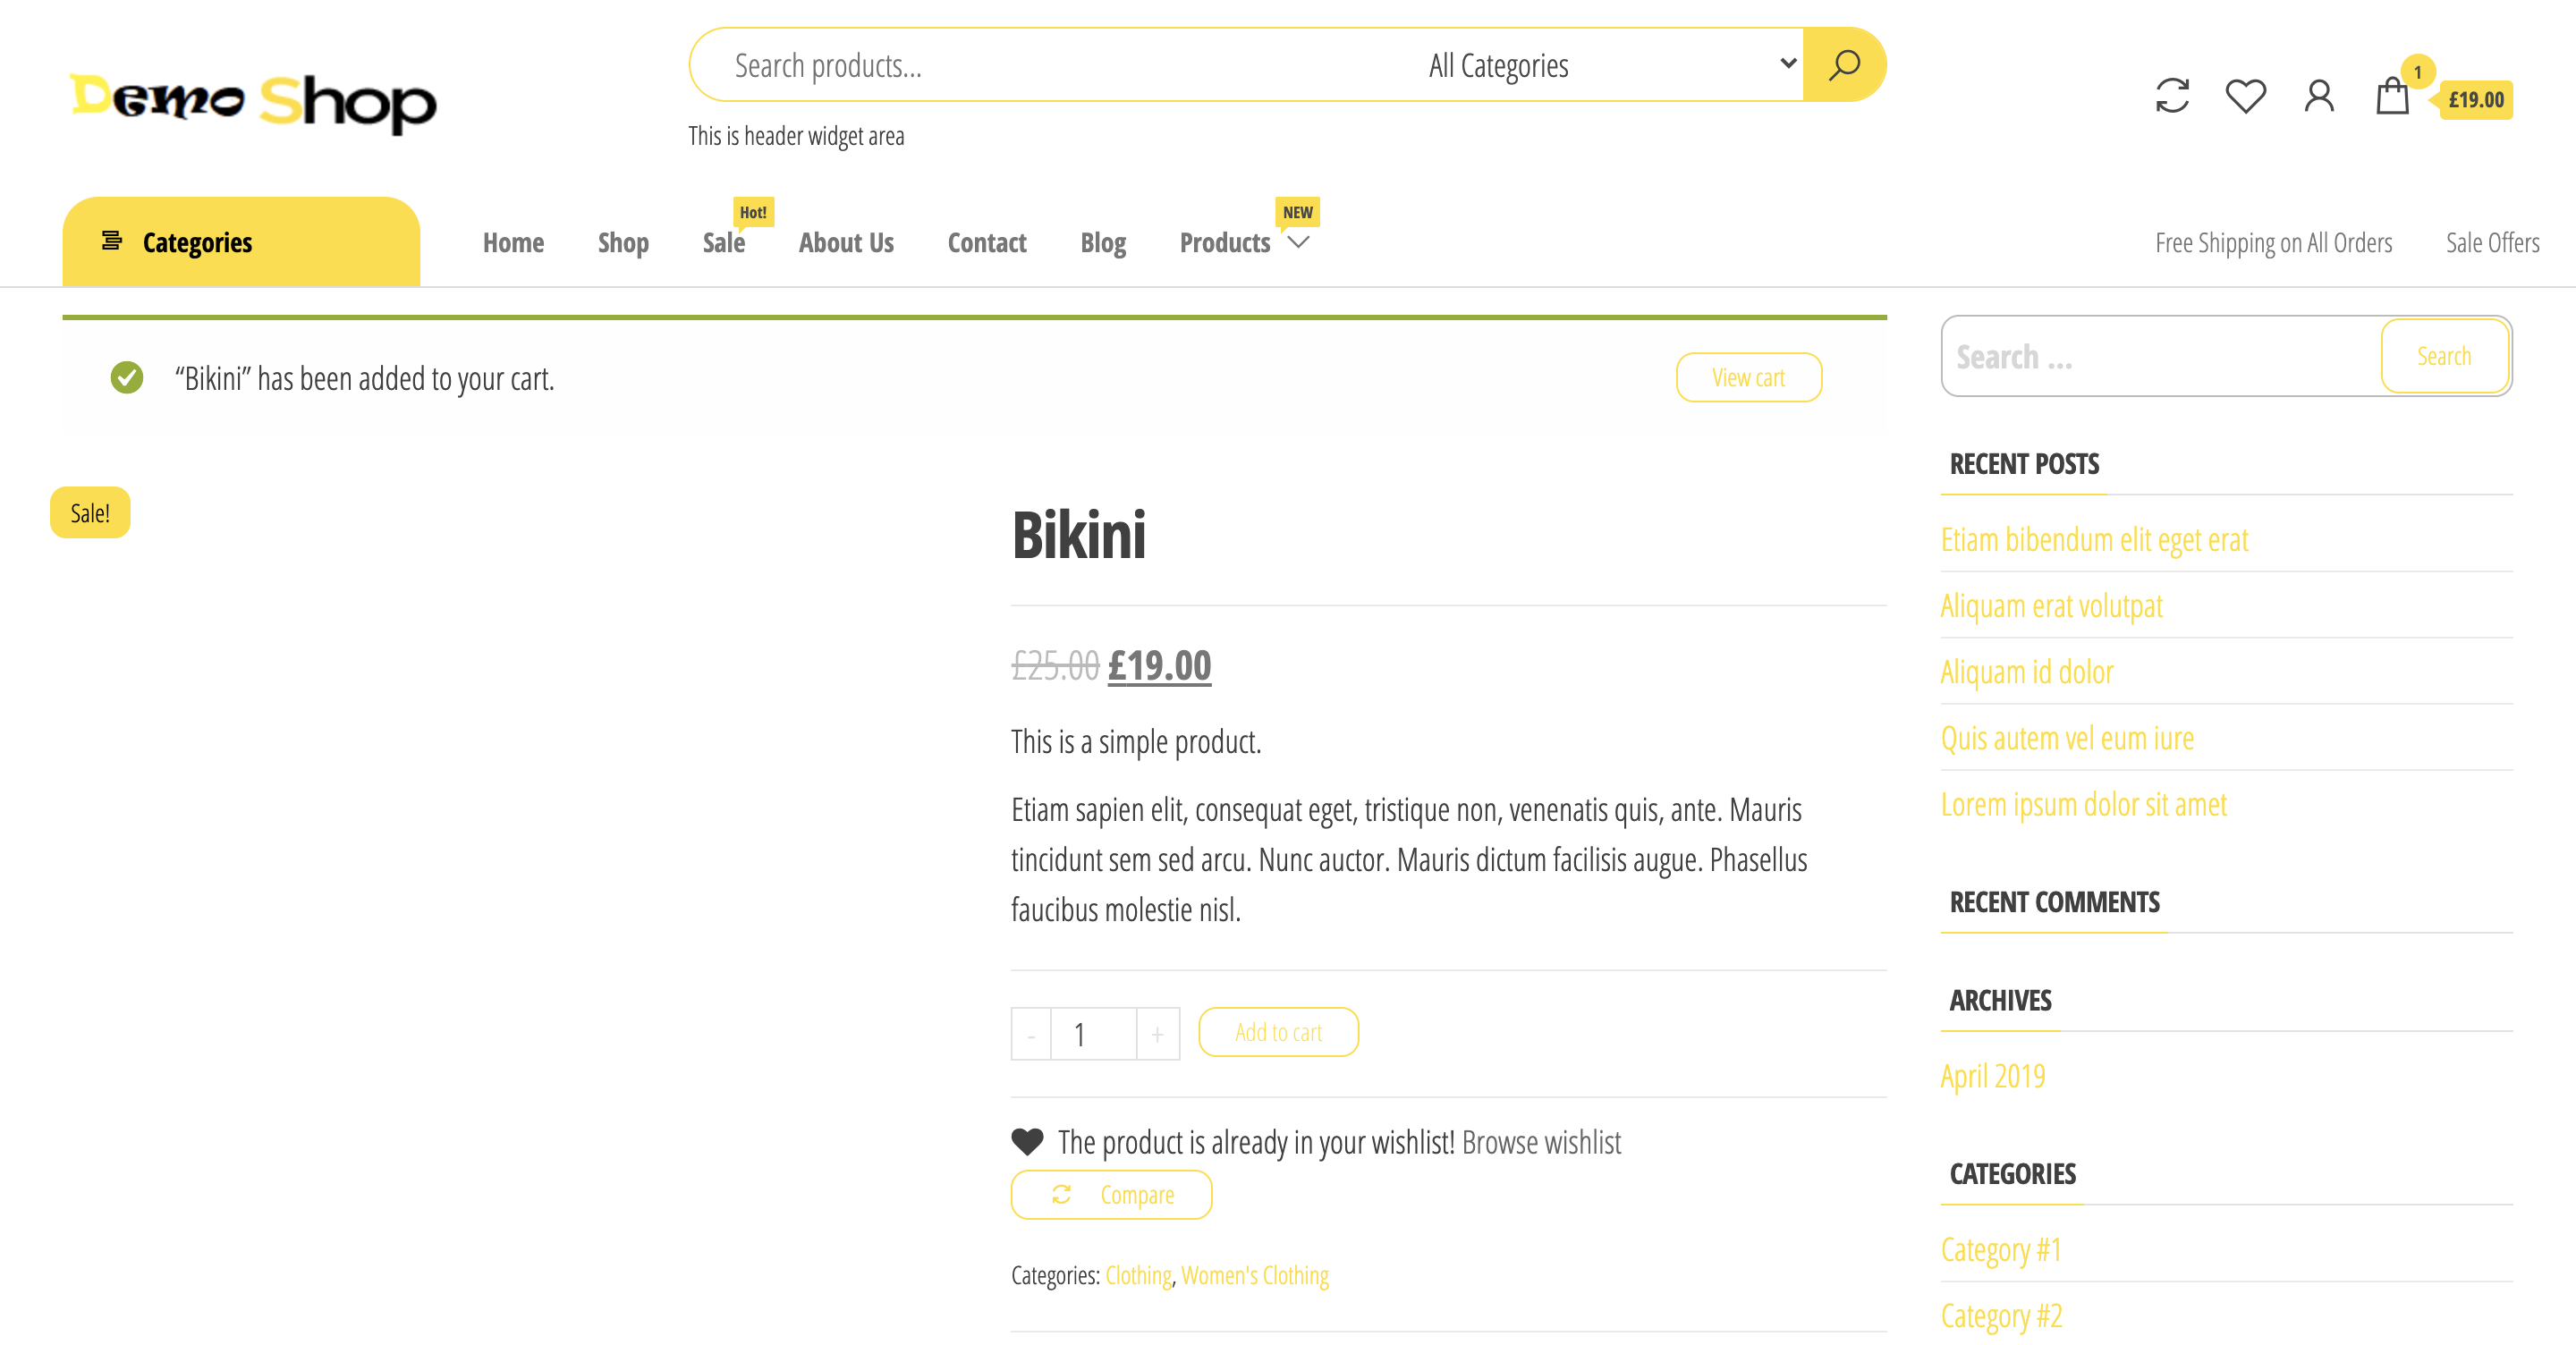 Demo Shop
Search products...
All Categories
This is header widget area
1
£19.00
Categories
Home
Shop
Sale
Hot!
About Us
Contact
Blog
Products
NEW
Free Shipping on All Orders
Sale Offers
“Bikini” has been added to your cart.
View cart
Sale!
Bikini
£25.00 £19.00
This is a simple product.
Etiam sapien elit, consequat eget, tristique non, venenatis quis, ante. Mauris
tincidunt sem sed arcu. Nunc auctor. Mauris dictum facilisis augue. Phasellus
faucibus molestie nisl.
- 1 +
Add to cart
The product is already in your wishlist! Browse wishlist
Compare
Categories: Clothing, Women's Clothing
Search ...
Search
RECENT POSTS
Etiam bibendum elit eget erat
Aliquam erat volutpat
Aliquam id dolor
Quis autem vel eum iure
Lorem ipsum dolor sit amet
RECENT COMMENTS
ARCHIVES
April 2019
CATEGORIES
Category #1
Category #2